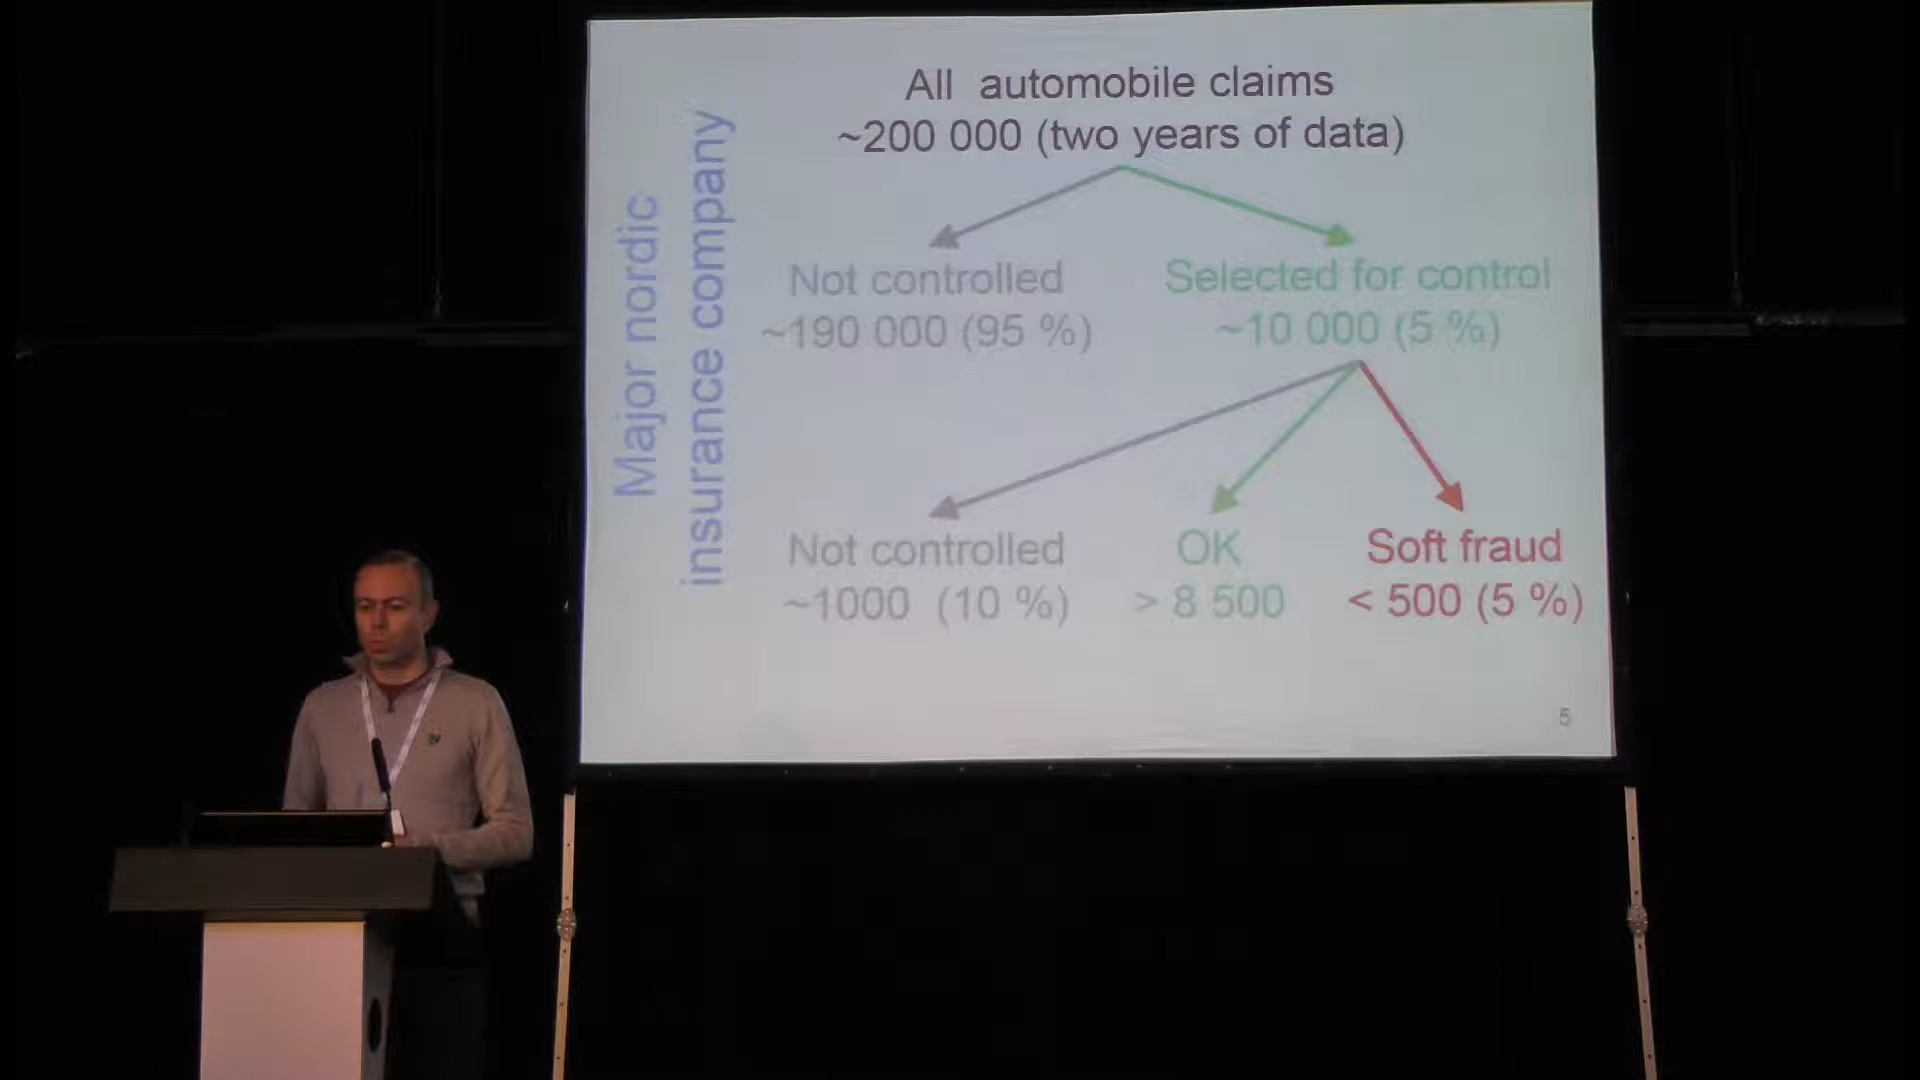 All automobile claims
~200 000 (two years of data)
Major nordic
insurance company
Not controlled
~190 000 (95 %)
Selected for control
~10 000 (5 %)
Not controlled
~1000 (10 %)
OK
> 8 500
Soft fraud
< 500 (5 %)
5